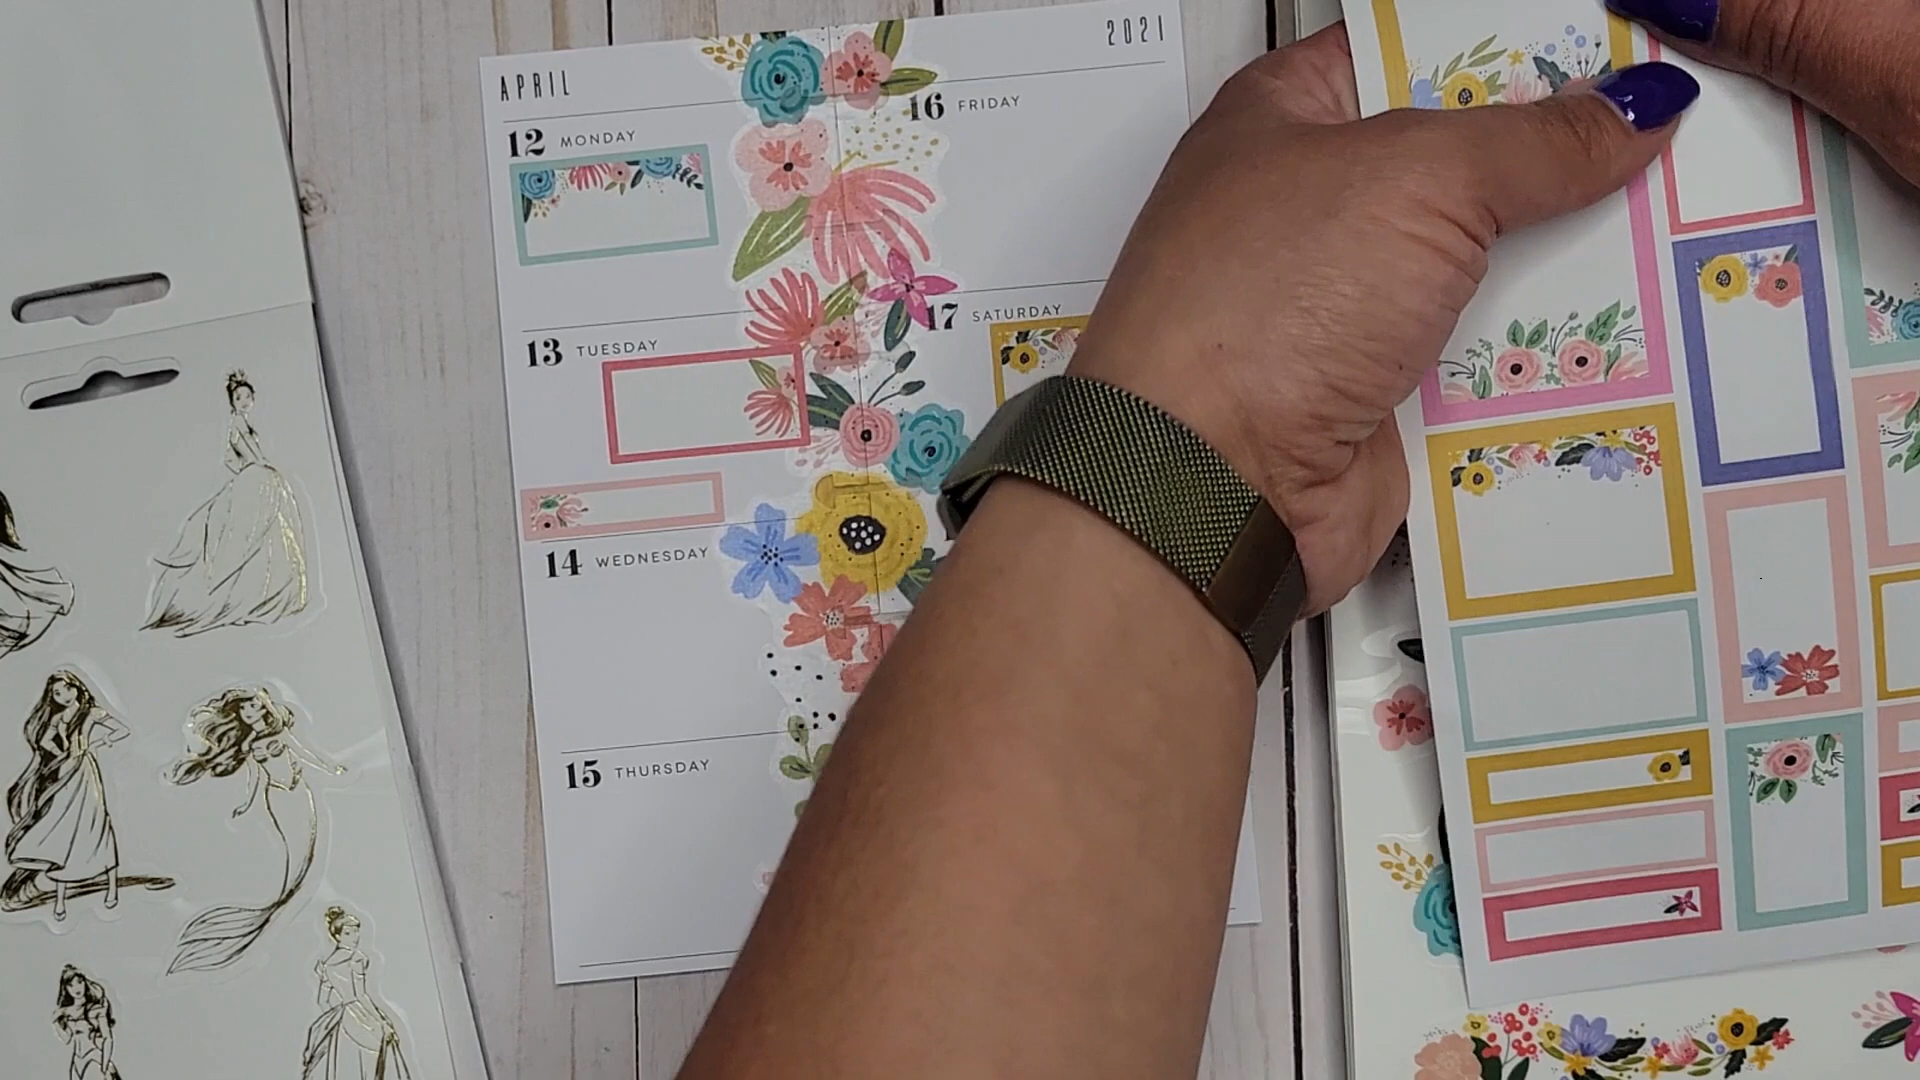 APRIL
2021
12 MONDAY
13 TUESDAY
14 WEDNESDAY
15 THURSDAY
16 FRIDAY
17 SATURDAY